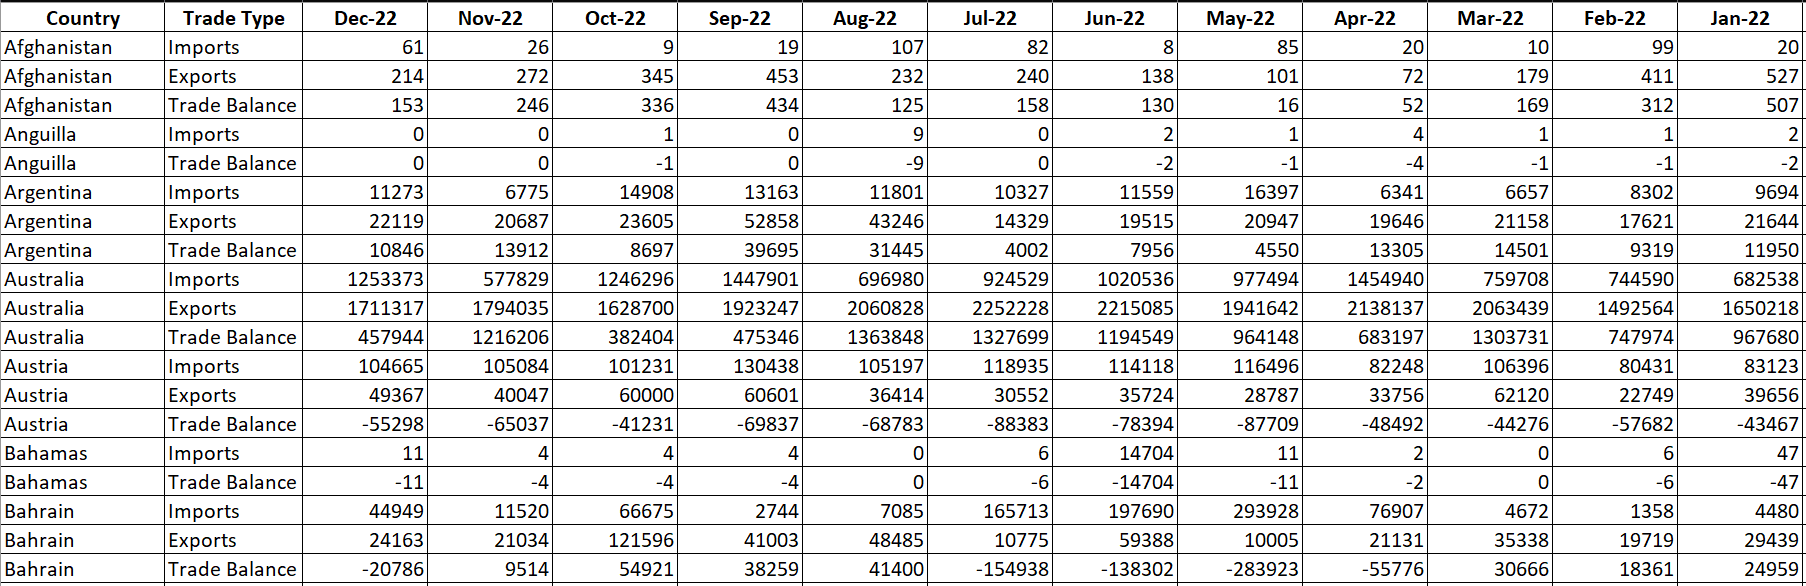 Country Trade Type Dec-22 Nov-22 Oct-22 Sep-22 Aug-22 Jul-22 Jun-22 May-22 Apr-22 Mar-22 Feb-22 Jan-22
Afghanistan Imports 61 26 9 19 107 82 8 85 20 10 99 20
Afghanistan Exports 214 272 345 453 232 240 138 101 72 179 411 527
Afghanistan Trade Balance 153 246 336 434 125 158 130 16 52 169 312 507
Anguilla Imports 0 0 1 0 9 0 2 1 4 1 1 2
Anguilla Trade Balance 0 0 -1 0 -9 0 -2 -1 -4 -1 -1 -2
Argentina Imports 11273 6775 14908 13163 11801 10327 11559 16397 6341 6657 8302 9694
Argentina Exports 22119 20687 23605 52858 43246 14329 19515 20947 19646 21158 17621 21644
Argentina Trade Balance 10846 13912 8697 39695 31445 4002 7956 4550 13305 14501 9319 11950
Australia Imports 1253373 577829 1246296 1447901 696980 924529 1020536 977494 1454940 759708 744590 682538
Australia Exports 1711317 1794035 1628700 1923247 2060828 2252228 2215085 1941642 2138137 2063439 1492564 1650218
Australia Trade Balance 457944 1216206 382404 475346 1363848 1327699 1194549 964148 683197 1303731 747974 967680
Austria Imports 104665 105084 101231 130438 105197 118935 114118 116496 82248 106396 80431 83123
Austria Exports 49367 40047 60000 60601 36414 30552 35724 28787 33756 62120 22749 39656
Austria Trade Balance -55298 -65037 -41231 -69837 -68783 -88383 -78394 -87709 -48492 -44276 -57682 -43467
Bahamas Imports 11 4 4 4 0 6 14704 11 2 0 6 47
Bahamas Trade Balance -11 -4 -4 -4 0 -6 -14704 -11 -2 0 -6 -47
Bahrain Imports 44949 11520 66675 2744 7085 165713 197690 293928 76907 4672 1358 4480
Bahrain Exports 24163 21034 121596 41003 48485 10775 59388 10005 21131 35338 19719 29439
Bahrain Trade Balance -20786 9514 54921 38259 41400 -154938 -138302 -283923 -55776 30666 18361 24959